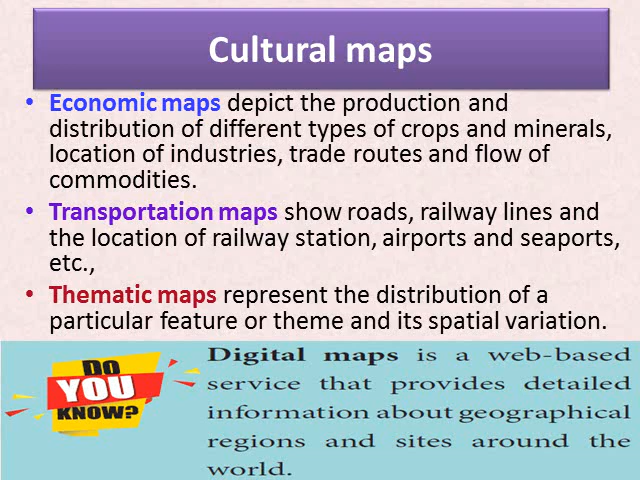 Cultural maps
• Economic maps depict the production and
distribution of different types of crops and minerals,
location of industries, trade routes and flow of
commodities.
• Transportation maps show roads, railway lines and
the location of railway station, airports and seaports,
etc.,
• Thematic maps represent the distribution of a
particular feature or theme and its spatial variation.
DO
YOU
KNOW?
Digital maps is a web-based
service that provides detailed
information about geographical
regions and sites around the
world.